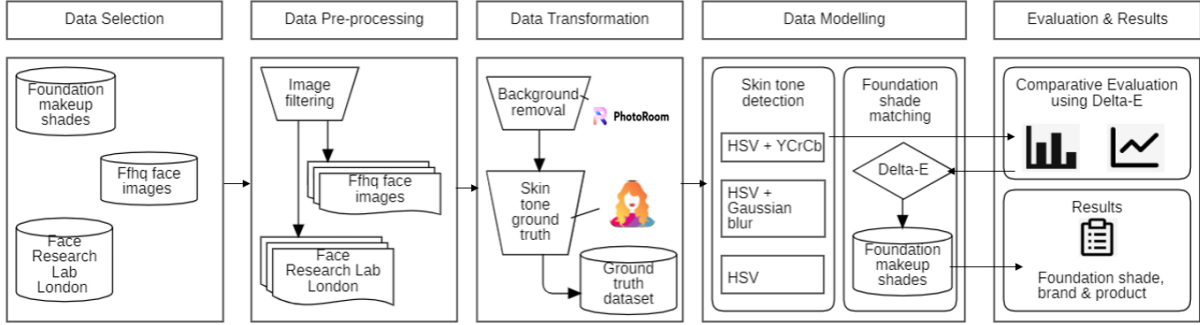 Data Selection
Data Pre-processing
Data Transformation
Data Modelling
Evaluation & Results
Foundation
makeup
shades
Ffhq face
images
Face
Research
Lab
London
Image
filtering
Ffhq face
images
Face
Research Lab
London
Background
removal
PhotoRoom
Skin
tone
ground
truth
Ground
truth
dataset
Skin tone
detection
HSV + YCrCb
HSV +
Gaussian
blur
HSV
Foundation
shade
matching
Delta-E
Foundation
makeup
shades
Comparative Evaluation
using Delta-E
Results
Foundation shade,
brand & product